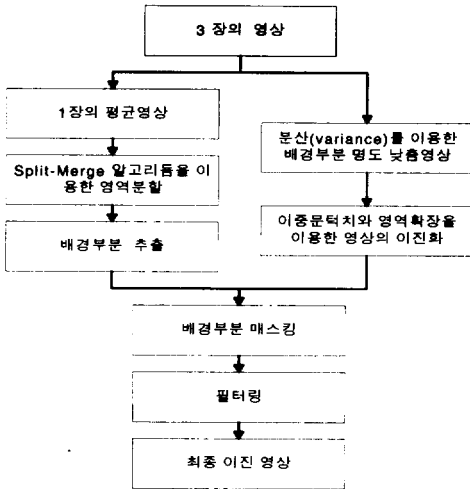 3 장의 영상
1장의 평균영상
Split-Merge 알고리듬을 이
용한 영역분할
배경부분 추출
분산(variance)를 이용한
배경부분 명도 낮춤영상
이중문턱치와 영역확장을
이용한 영상의 이진화
배경부분 매스킹
필터링
최종 이진 영상